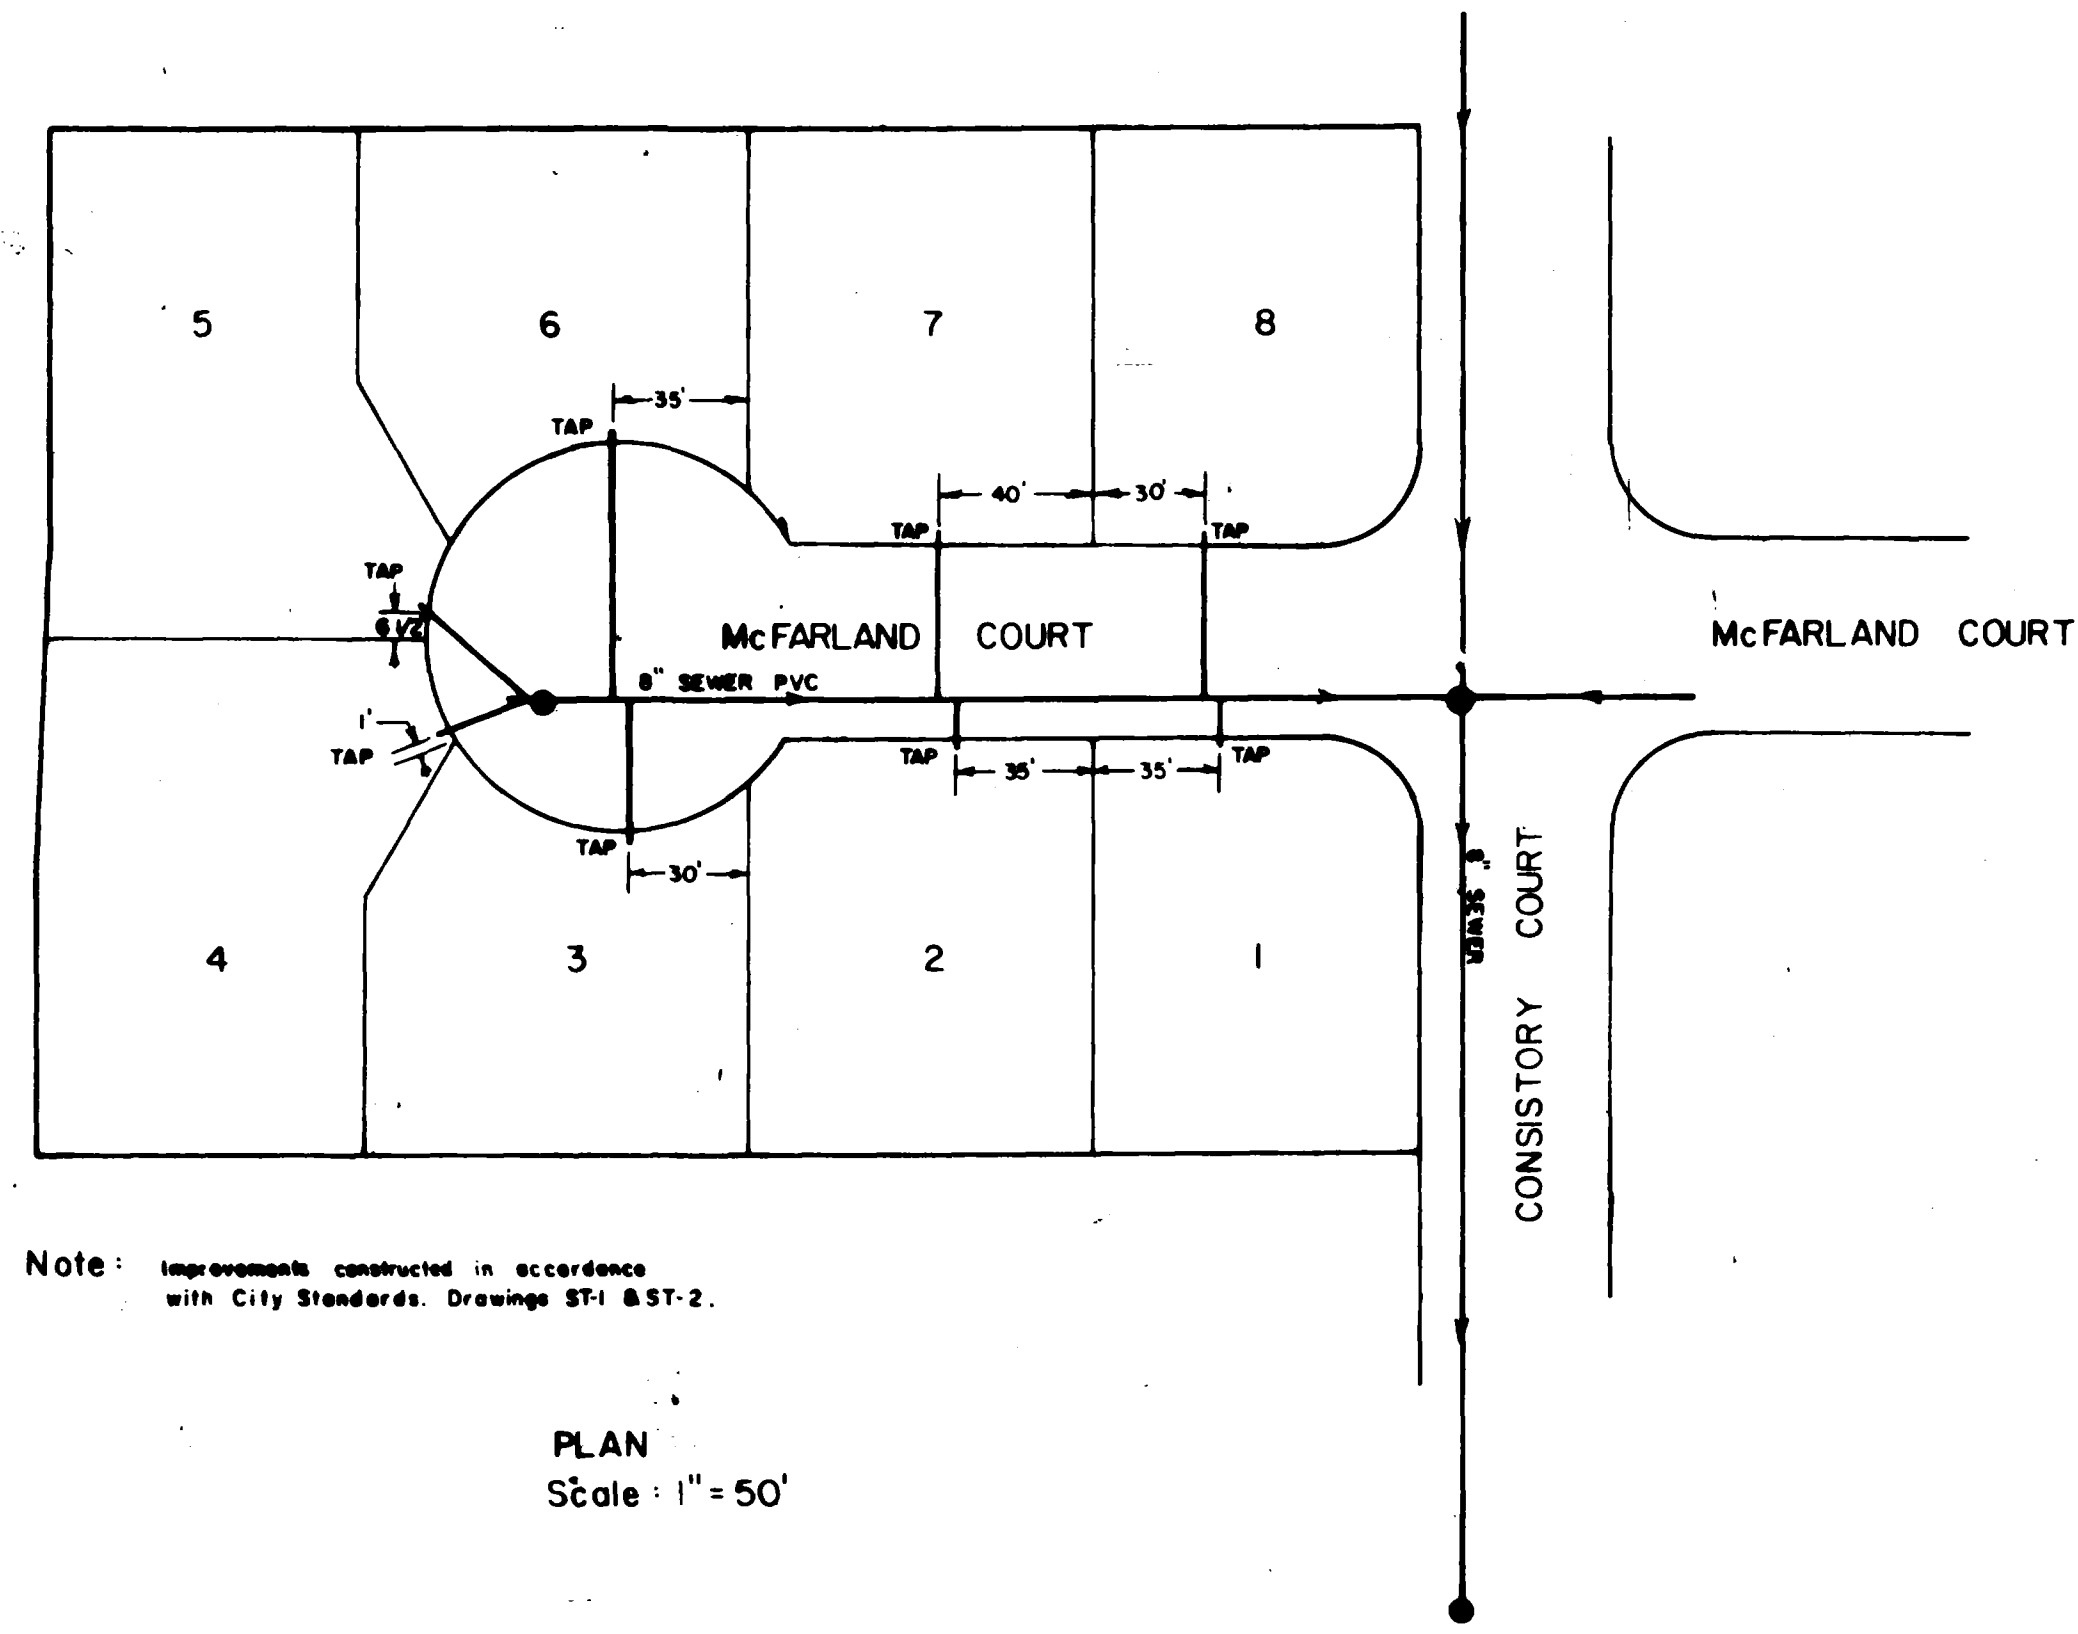 5
6
7
8
35'
TAP
40'
30'
TAP
TAP
TAP
6 1/2'
McFARLAND COURT
McFARLAND COURT
8" SEWER PVC
1'
TAP
TAP
TAP
35'
35'
TAP
30'
8" SEWER
CONSISTORY COURT
4
3
2
1
Note: Improvements constructed in accordance
with City Standards. Drawings ST-1 & ST-2.
PLAN
Scale: 1" = 50'